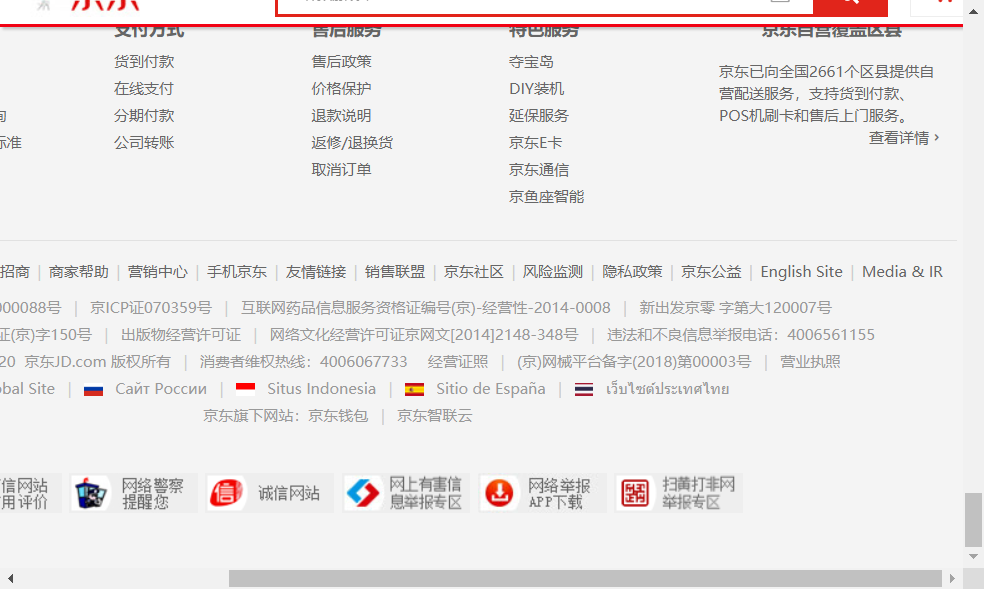 支付方式 售后服务 特色服务 京东自营覆盖区县
货到付款 售后政策 夺宝岛
京东已向全国2661个区县提供自
在线支付 价格保护 DIY装机
营配送服务，支持货到付款、
分期付款 退款说明 延保服务
POS机刷卡和售后上门服务。
标准 公司转账 返修/退换货 京东E卡
查看详情 ›
取消订单 京东通信
京鱼座智能
招商 | 商家帮助 | 营销中心 | 手机京东 | 友情链接 | 销售联盟 | 京东社区 | 风险监测 | 隐私政策 | 京东公益 | English Site | Media & IR
000088号 | 京ICP证070359号 | 互联网药品信息服务资格证编号(京)-经营性-2014-0008 | 新出发京零 字第大120007号
证(京)字150号 | 出版物经营许可证 | 网络文化经营许可证京网文[2014]2148-348号 | 违法和不良信息举报电话：4006561155
20 京东JD.com 版权所有 | 消费者维权热线：4006067733 经营证照 | (京)网械平台备字(2018)第00003号 | 营业执照
obal Site | Сайт России | Situs Indonesia | Sitio de España | เว็บไซต์ประเทศไทย
京东旗下网站：京东钱包 | 京东智联云
信网站 网络警察 诚信网站 网上有害信 网络举报 扫黄打非网
用评价 提醒您 息举报专区 APP下载 举报专区